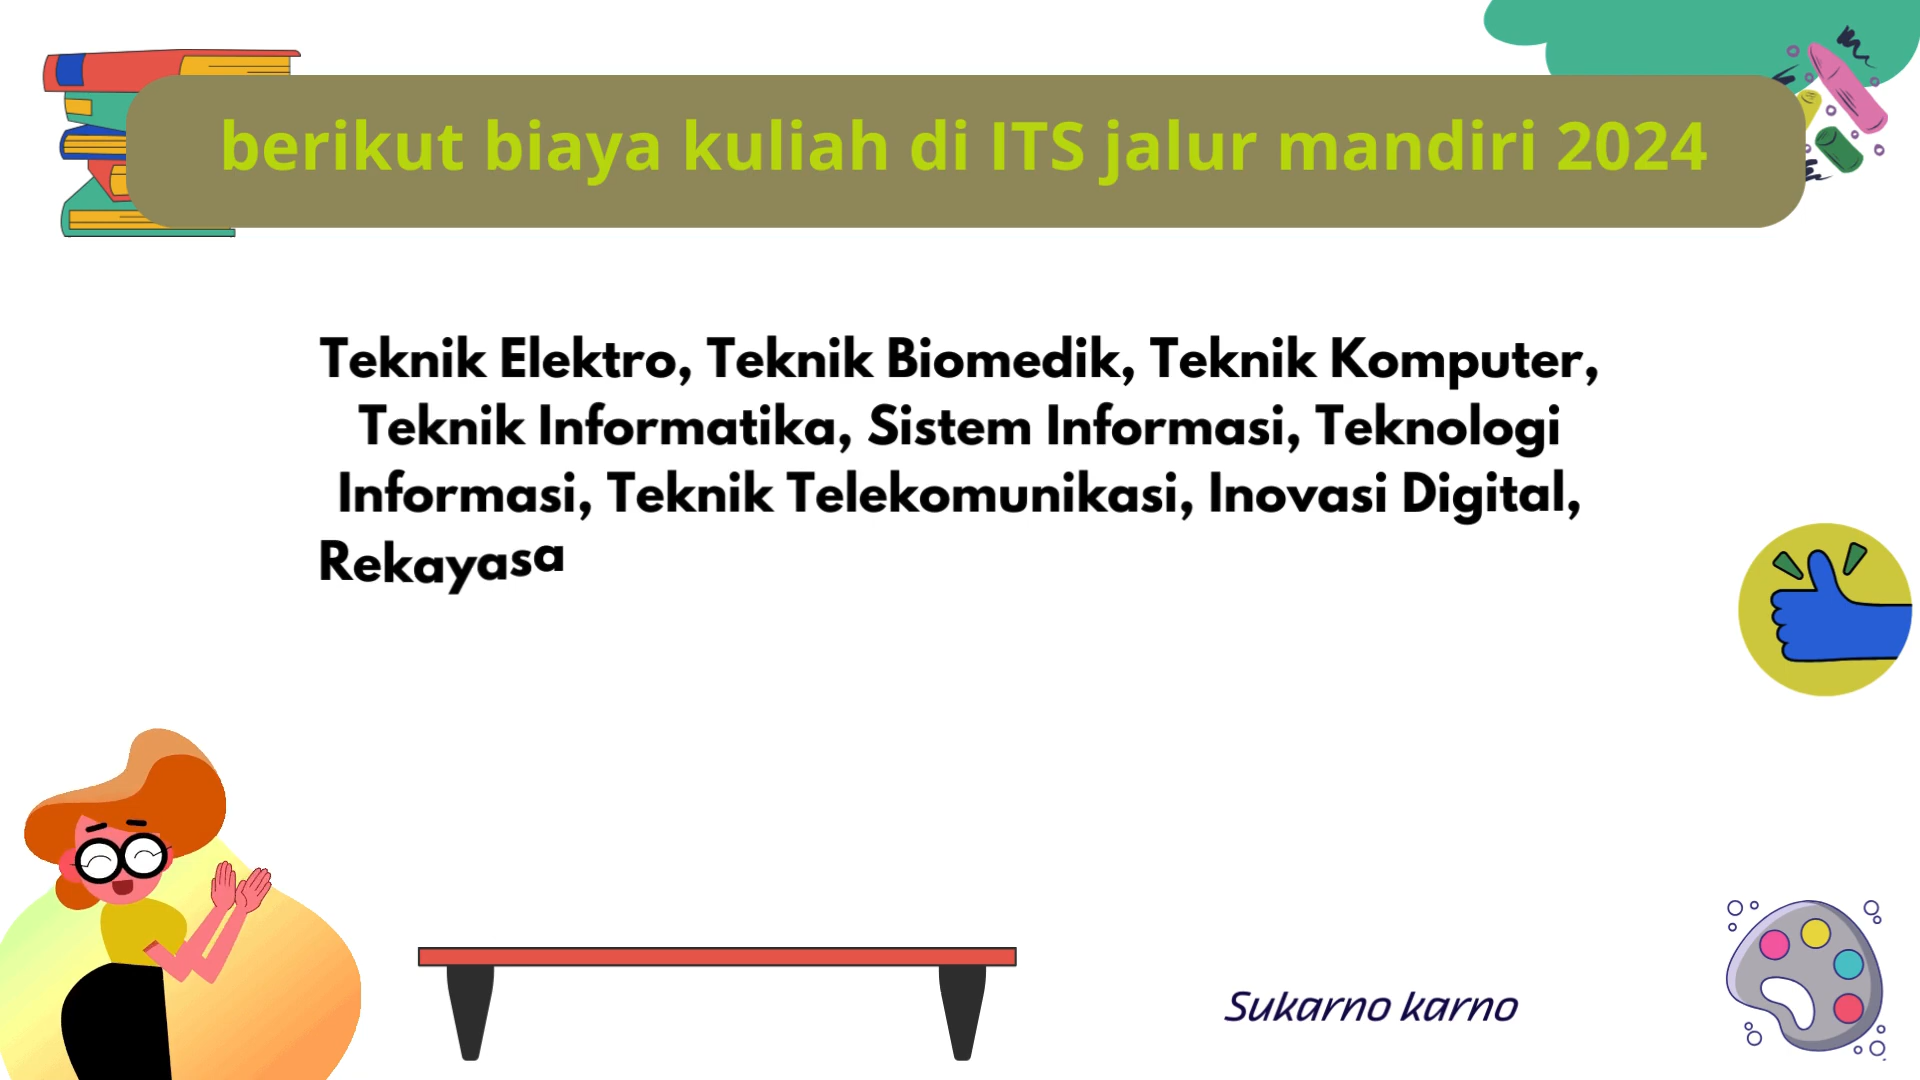 berikut biaya kuliah di ITS jalur mandiri 2024
Teknik Elektro, Teknik Biomedik, Teknik Komputer,
Teknik Informatika, Sistem Informasi, Teknologi
Informasi, Teknik Telekomunikasi, Inovasi Digital,
Rekayasa
Sukarno karno